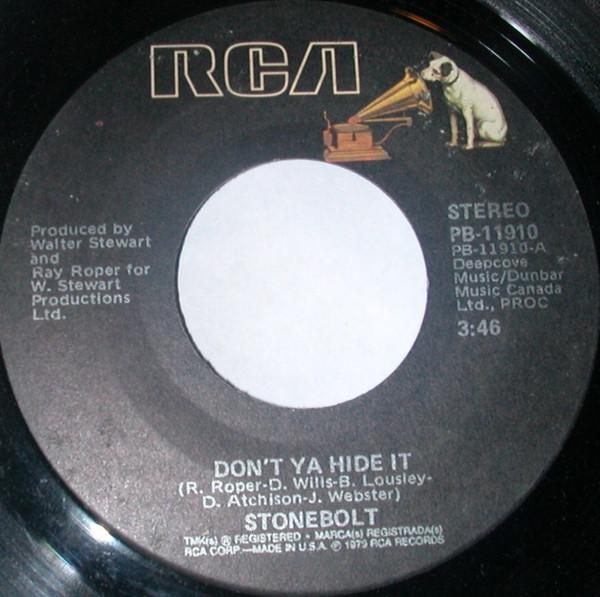 RCA
Produced by
Walter Stewart
and
Ray Roper for
W. Stewart
Productions
Ltd.
STEREO
PB-11910
PB-11910-A
Deepcove
Music/Dunbar
Music Canada
Ltd., PROC
3:46
DON'T YA HIDE IT
(R. Roper-D. Wills-B. Lousley-
D. Atchison-J. Webster)
STONEBOLT
TMK(s) ® REGISTERED • MARCA(s) REGISTRADA(s)
RCA CORP.—MADE IN U.S.A. ℗ 1979 RCA RECORDS